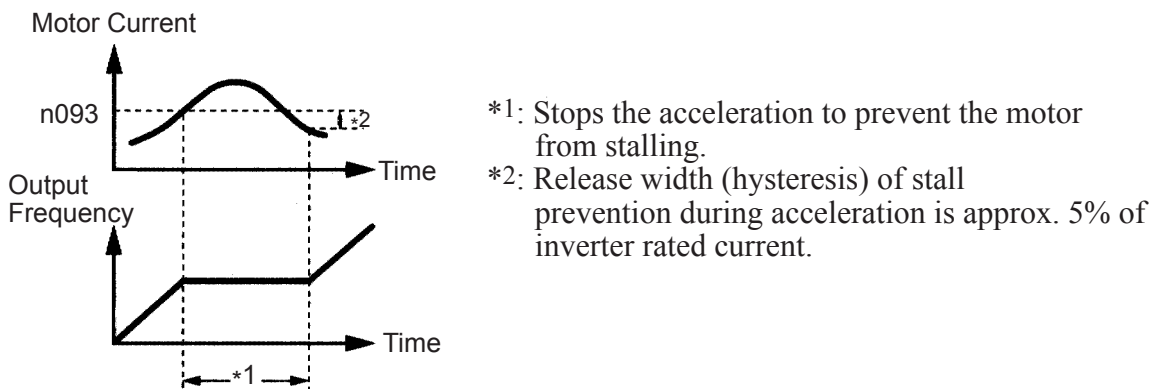 Motor Current
n093
*2
Time
Output
Frequency
Time
*1
*1: Stops the acceleration to prevent the motor
from stalling.
*2: Release width (hysteresis) of stall
prevention during acceleration is approx. 5% of
inverter rated current.